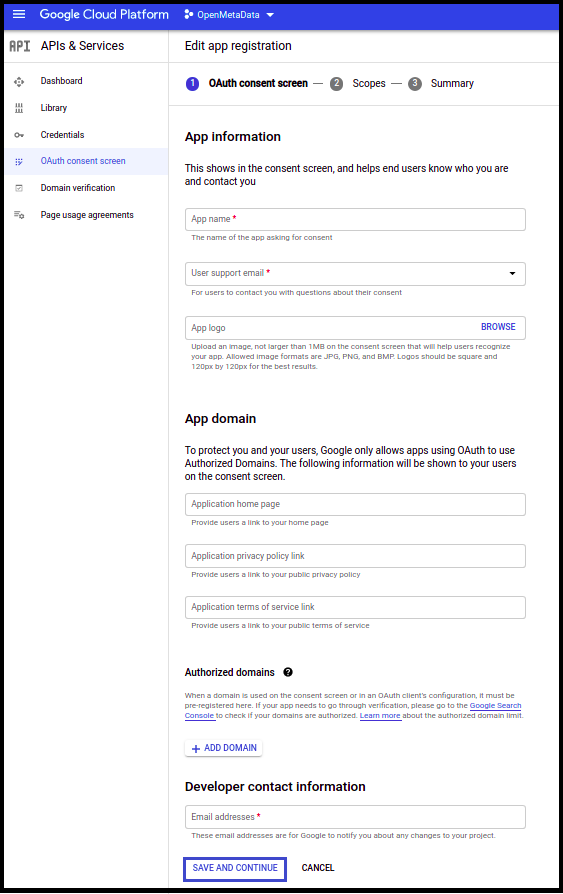 Google Cloud Platform OpenMetaData
API APIs & Services
Edit app registration
Dashboard
Library
Credentials
OAuth consent screen
Domain verification
Page usage agreements
1 OAuth consent screen — 2 Scopes — 3 Summary
App information
This shows in the consent screen, and helps end users know who you are
and contact you
App name *
The name of the app asking for consent
User support email *
For users to contact you with questions about their consent
App logo BROWSE
Upload an image, not larger than 1MB on the consent screen that will help users recognize
your app. Allowed image formats are JPG, PNG, and BMP. Logos should be square and
120px by 120px for the best results.
App domain
To protect you and your users, Google only allows apps using OAuth to use
Authorized Domains. The following information will be shown to your users
on the consent screen.
Application home page
Provide users a link to your home page
Application privacy policy link
Provide users a link to your public privacy policy
Application terms of service link
Provide users a link to your public terms of service
Authorized domains ?
When a domain is used on the consent screen or in an OAuth client's configuration, it must be
pre-registered here. If your app needs to go through verification, please go to the Google Search
Console to check if your domains are authorized. Learn more about the authorized domain limit.
+ ADD DOMAIN
Developer contact information
Email addresses *
These email addresses are for Google to notify you about any changes to your project.
SAVE AND CONTINUE CANCEL